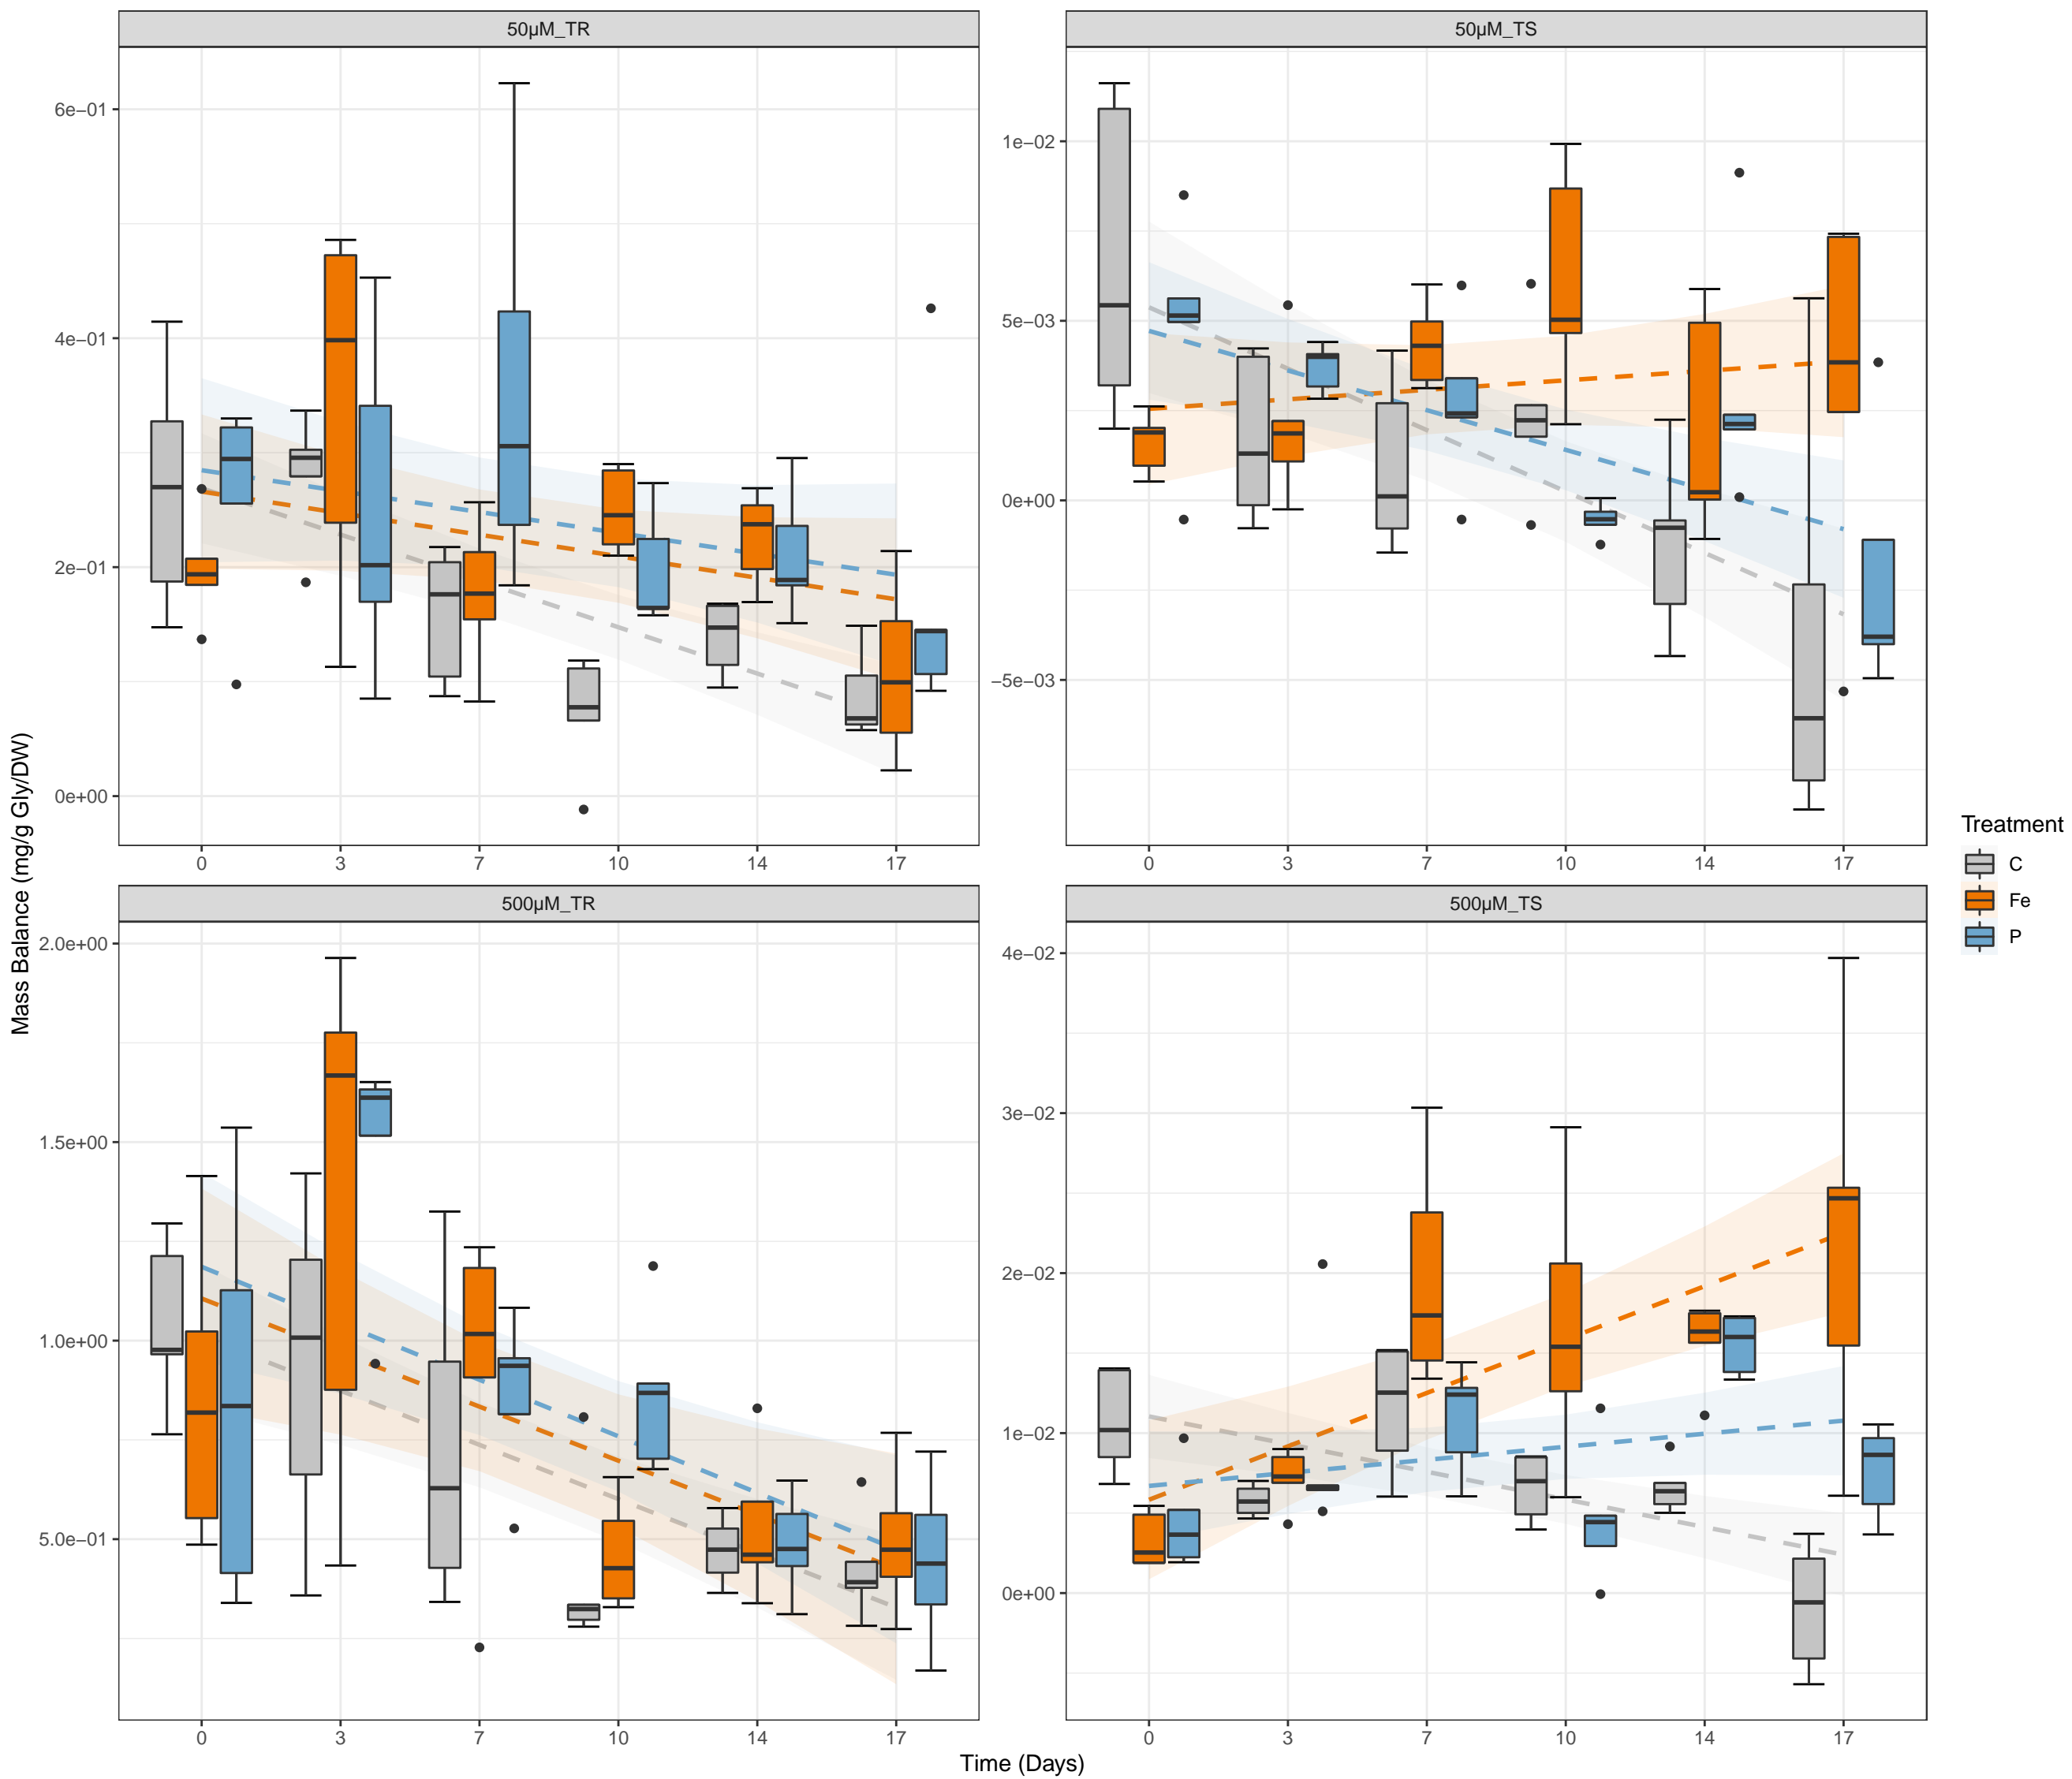 50µM_TR
50µM_TS
6e−01
4e−01
2e−01
0e+00
1e−02
5e−03
0e+00
−5e−03
0 3 7 10 14 17
0 3 7 10 14 17
Mass Balance (mg/g Gly/DW)
500µM_TR
500µM_TS
2.0e+00
1.5e+00
1.0e+00
5.0e−01
4e−02
3e−02
2e−02
1e−02
0e+00
0 3 7 10 14 17
0 3 7 10 14 17
Time (Days)
Treatment
C
Fe
P